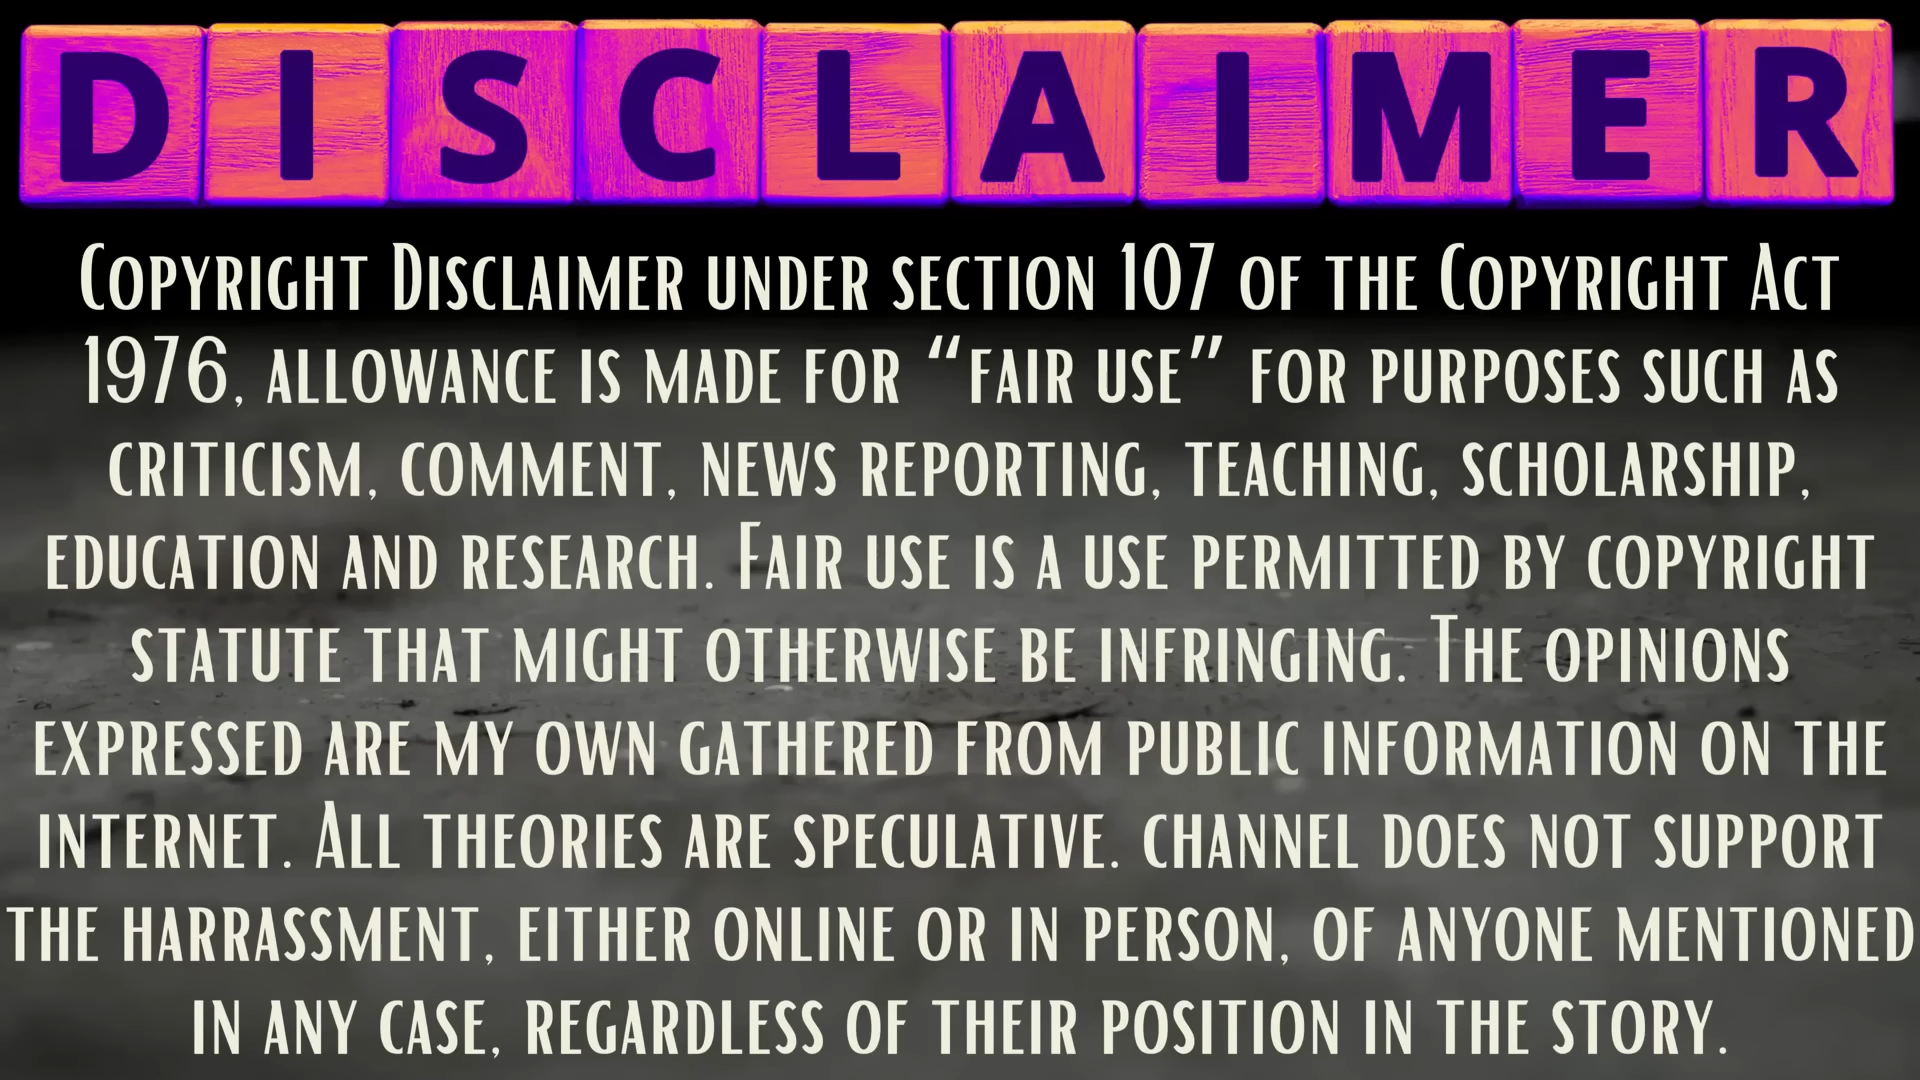 DISCLAIMER
Copyright Disclaimer under section 107 of the Copyright Act
1976, allowance is made for “fair use” for purposes such as
criticism, comment, news reporting, teaching, scholarship,
education and research. Fair use is a use permitted by copyright
statute that might otherwise be infringing. The opinions
expressed are my own gathered from public information on the
internet. All theories are speculative. channel does not support
the harrassment, either online or in person, of anyone mentioned
in any case, regardless of their position in the story.